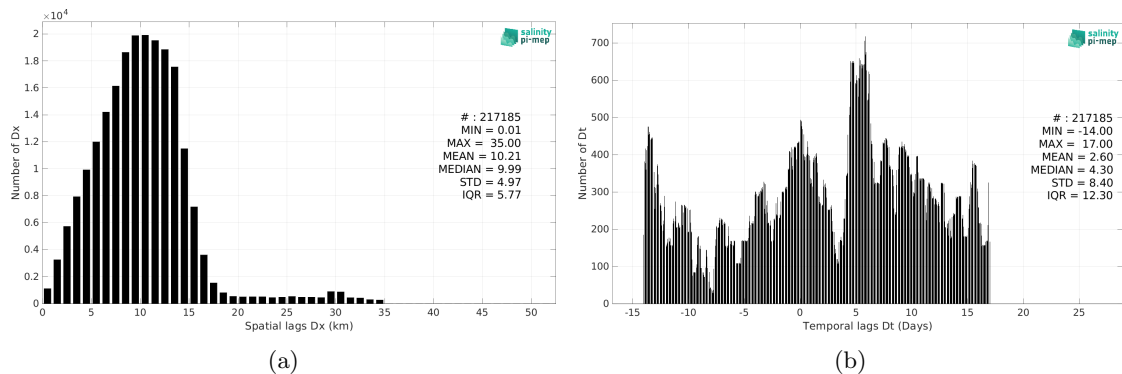 ×10⁴
2
1.8
1.6
1.4
1.2
1
0.8
0.6
0.4
0.2
0
Number of Dx
salinity
pi-mep
# : 217185
MIN = 0.01
MAX = 35.00
MEAN = 10.21
MEDIAN = 9.99
STD = 4.97
IQR = 5.77
0 5 10 15 20 25 30 35 40 45 50
Spatial lags Dx (km)
(a)
700
600
500
400
300
200
100
0
Number of Dt
salinity
pi-mep
# : 217185
MIN = -14.00
MAX = 17.00
MEAN = 2.60
MEDIAN = 4.30
STD = 8.40
IQR = 12.30
-15 -10 -5 0 5 10 15 20 25
Temporal lags Dt (Days)
(b)